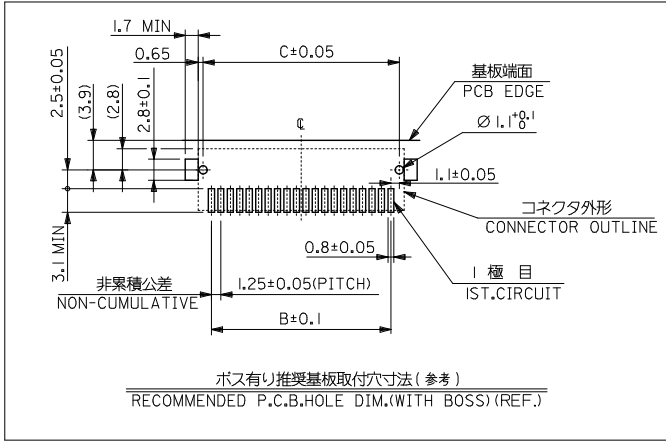 1.7 MIN
0.65
C±0.05
2.5±0.05
(3.9)
(2.8)
2.8±0.1
基板端面
PCB EDGE
℄
Ø1.1+0.1 0
1.1±0.05
コネクタ外形
CONNECTOR OUTLINE
3.1 MIN
0.8±0.05
1 極 目
1ST.CIRCUIT
非累積公差
NON-CUMULATIVE
1.25±0.05(PITCH)
B±0.1
ボス有り推奨基板取付穴寸法(参考)
RECOMMENDED P.C.B.HOLE DIM.(WITH BOSS)(REF.)